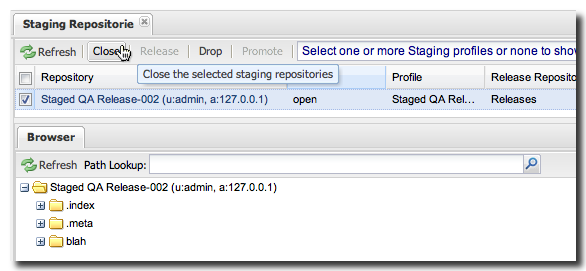 Staging Repositorie
Refresh Close Release Drop Promote Select one or more Staging profiles or none to show
Close the selected staging repositories
Repository Profile Release Reposito
Staged QA Release-002 (u:admin, a:127.0.0.1) open Staged QA Rel... Releases
Browser
Refresh Path Lookup:
Staged QA Release-002 (u:admin, a:127.0.0.1)
.index
.meta
blah